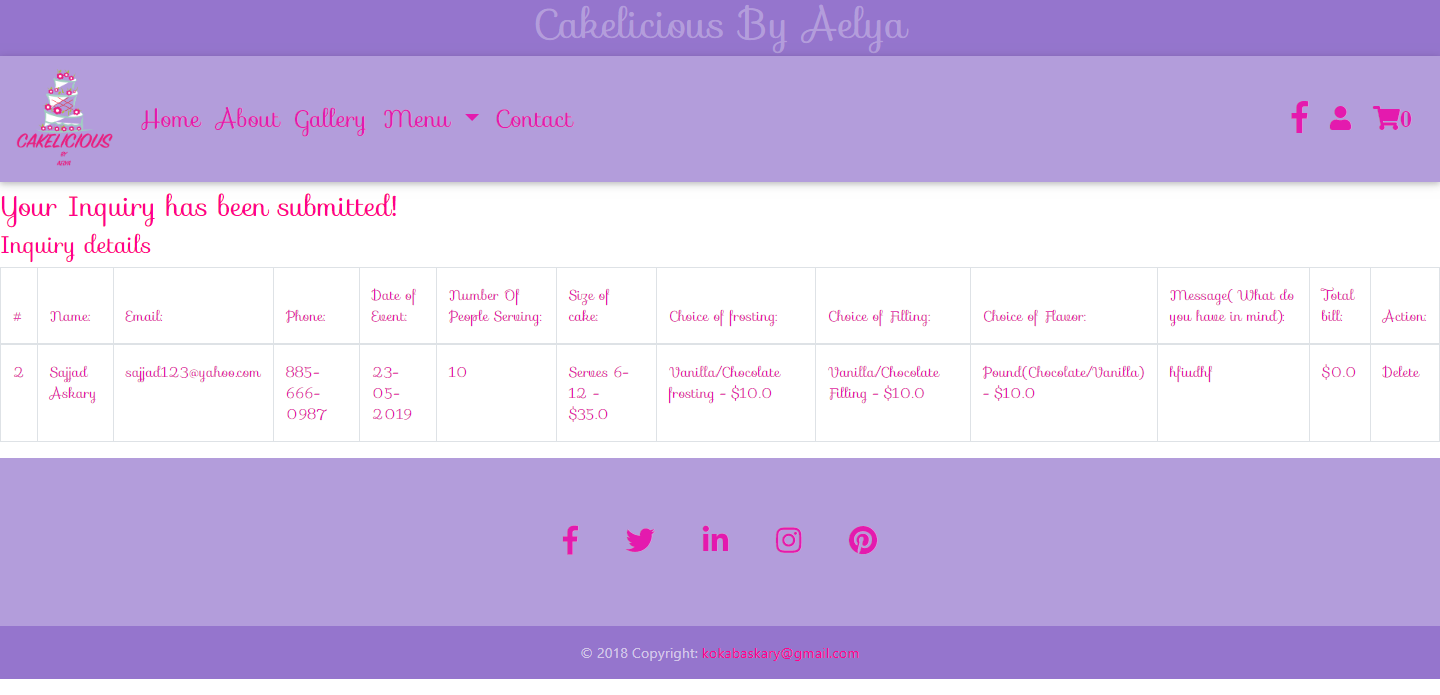 Cakelicious By Aelya
CAKELICIOUS
BY
Home About Gallery Menu Contact
0
Your Inquiry has been submitted!
Inquiry details
#
Name:
Email:
Phone:
Date of
Event:
Number Of
People Serving:
Size of
cake:
Choice of frosting:
Choice of Filling:
Choice of Flavor:
Message( What do
you have in mind):
Total
bill:
Action:
2
Sajjad
Askary
sajjad123@yahoo.com
885-
666-
0987
23-
05-
2019
10
Serves 6-
12 -
$35.0
Vanilla/Chocolate
frosting - $10.0
Vanilla/Chocolate
Filling - $10.0
Pound(Chocolate/Vanilla)
- $10.0
hfiudhf
$0.0
Delete
© 2018 Copyright: kokabaskary@gmail.com